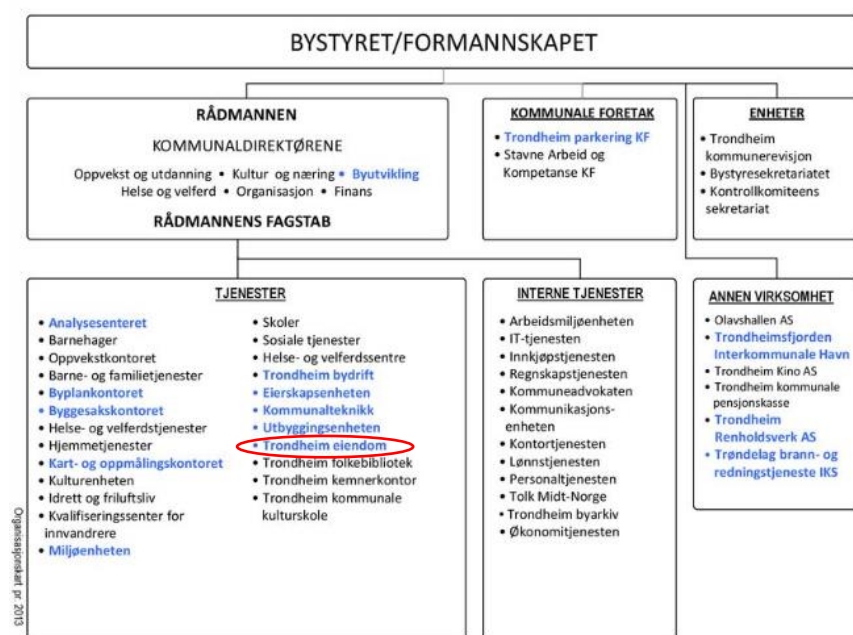 BYSTYRET/FORMANNSKAPET
RÅDMANNEN
KOMMUNALDIREKTØRENE
Oppvekst og utdanning • Kultur og næring • Byutvikling
Helse og velferd • Organisasjon • Finans
RÅDMANNENS FAGSTAB
KOMMUNALE FORETAK
• Trondheim parkering KF
• Stavne Arbeid og
Kompetanse KF
ENHETER
• Trondheim
kommunerevisjon
• Bystyresekretariatet
• Kontrollkomiteens
sekretariat
TJENESTER
• Analysesenteret
• Barnehager
• Oppvekstkontoret
• Barne- og familietjenester
• Byplankontoret
• Byggesakskontoret
• Helse- og velferdstjenester
• Hjemmetjenester
• Kart- og oppmålingskontoret
• Kulturenheten
• Idrett og friluftsliv
• Kvalifiseringssenter for
innvandrere
• Miljøenheten
• Skoler
• Sosiale tjenester
• Helse- og velferdssentre
• Trondheim bydrift
• Eierskapsenheten
• Kommunalteknikk
• Utbyggingsenheten
• Trondheim eiendom
• Trondheim folkebibliotek
• Trondheim kemnerkontor
• Trondheim kommunale
kulturskole
INTERNE TJENESTER
• Arbeidsmiljøenheten
• IT-tjenesten
• Innkjøpstjenesten
• Regnskapstjenesten
• Kommuneadvokaten
• Kommunikasjons-
enheten
• Kontortjenesten
• Lønnstjenesten
• Personaltjenesten
• Tolk Midt-Norge
• Trondheim byarkiv
• Økonomitjenesten
ANNEN VIRKSOMHET
• Olavshallen AS
• Trondheimsfjorden
Interkommunale Havn
• Trondheim Kino AS
• Trondheim kommunale
pensjonskasse
• Trondheim
Renholdsverk AS
• Trøndelag brann- og
redningstjeneste IKS
Organisasjonskart pr. 2013